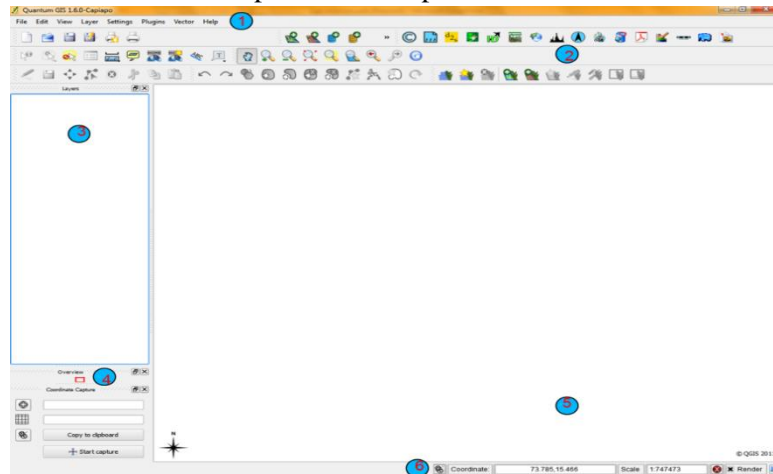 Quantum GIS 1.6.0-Capiapo
File Edit View Layer Settings Plugins Vector Help
1
2
Layers
3
Overview
4
Coordinate Capture
Copy to clipboard
Start capture
N
5
© QGIS 201
6
Coordinate: 73.785,15.466 Scale 1:747473 Render